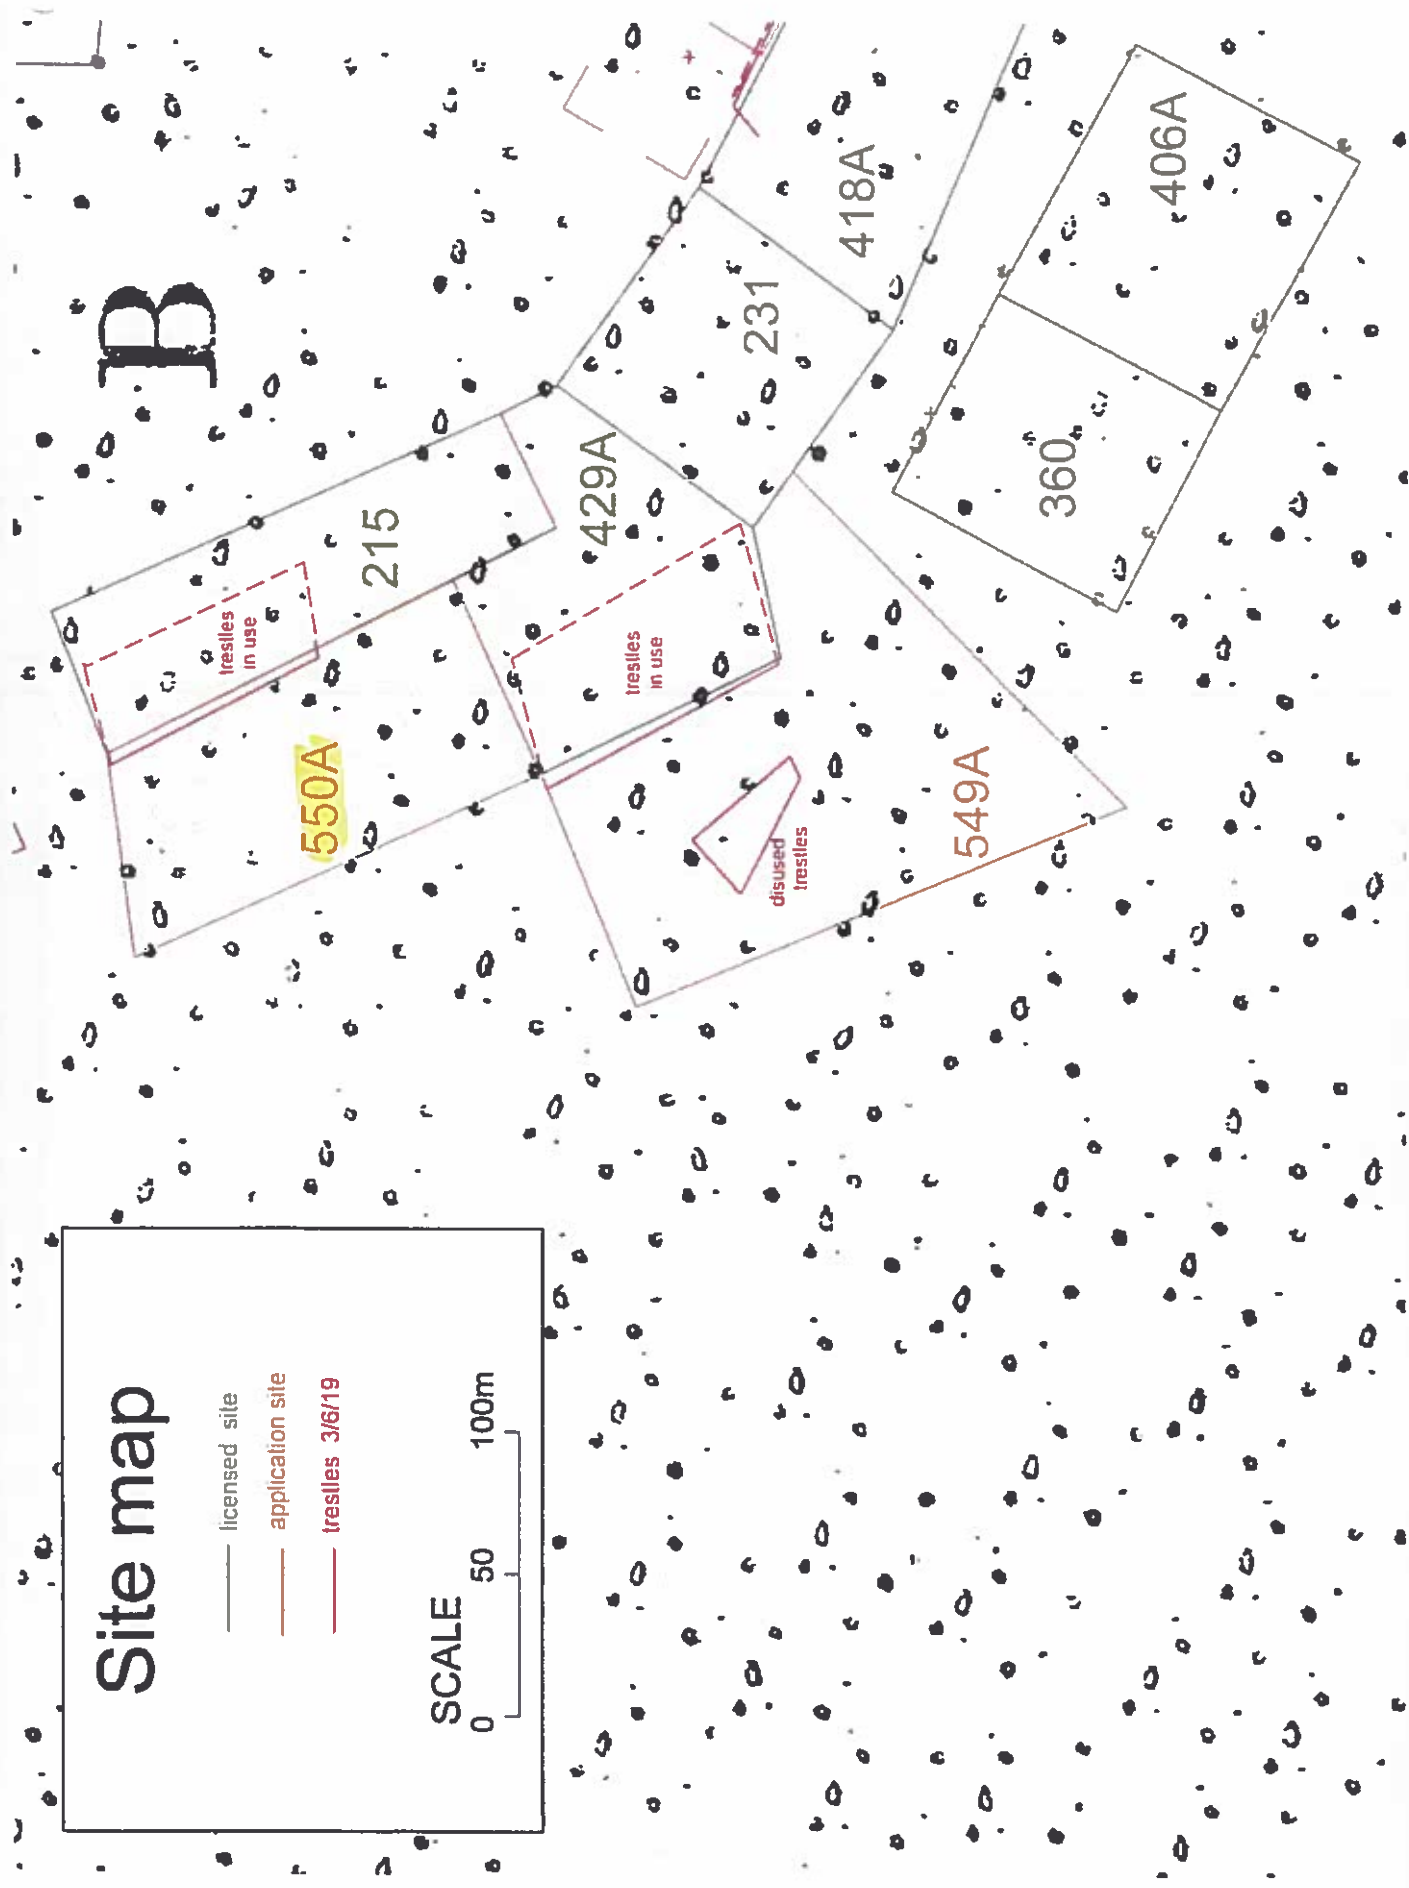 Site map
licensed site
application site
trestles 3/6/19
SCALE
0 50 100m
B
550A
215
trestles
in use
429A
trestles
in use
231
418A
549A
disused
trestles
360
406A